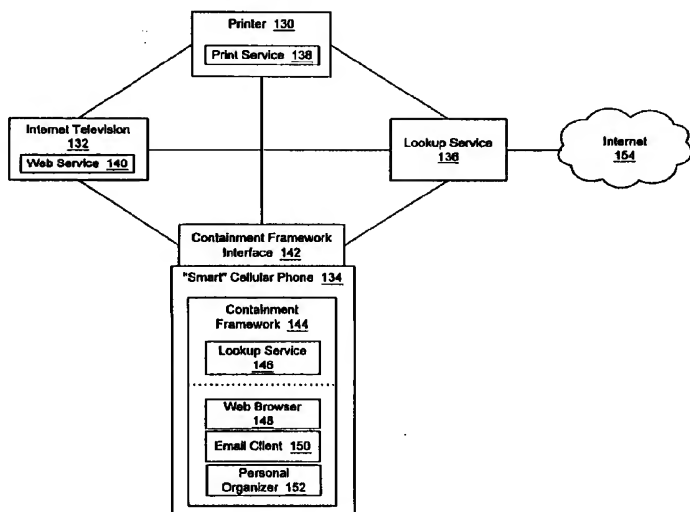 Printer 130
Print Service 138
Internet Television
132
Web Service 140
Lookup Service
136
Internet
154
Containment Framework
Interface 142
"Smart" Cellular Phone 134
Containment
Framework 144
Lookup Service
146
Web Browser
148
Email Client 150
Personal
Organizer 152